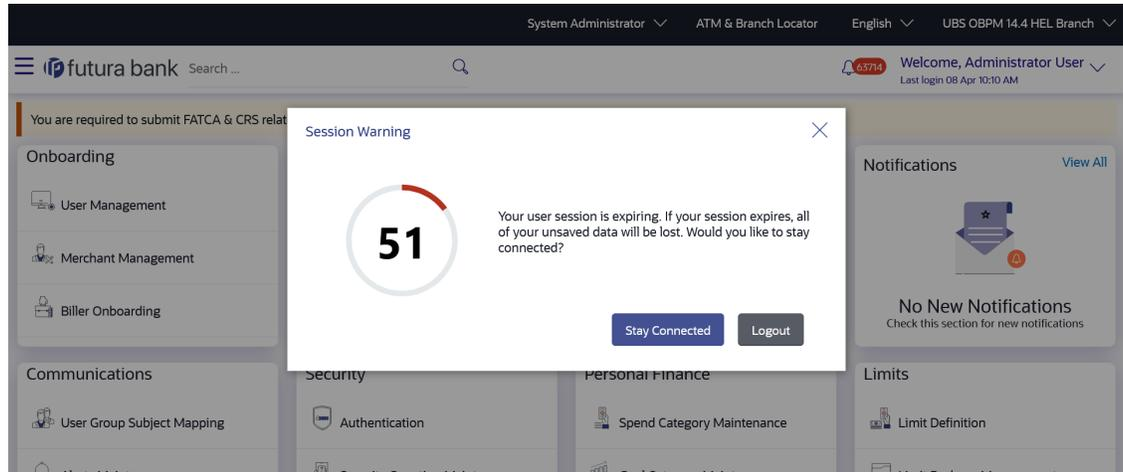 System Administrator
ATM & Branch Locator
English
UBS OBPM 14.4 HEL Branch
futura bank
Search ...
63714
Welcome, Administrator User
Last login 08 Apr 10:10 AM
You are required to submit FATCA & CRS
Session Warning
51
Your user session is expiring. If your session expires, all
of your unsaved data will be lost. Would you like to stay
connected?
Stay Connected
Logout
Onboarding
User Management
Merchant Management
Biller Onboarding
Notifications
View All
No New Notifications
Check this section for new notifications
Communications
User Group Subject Mapping
Security
Authentication
Personal Finance
Spend Category Maintenance
Limits
Limit Definition